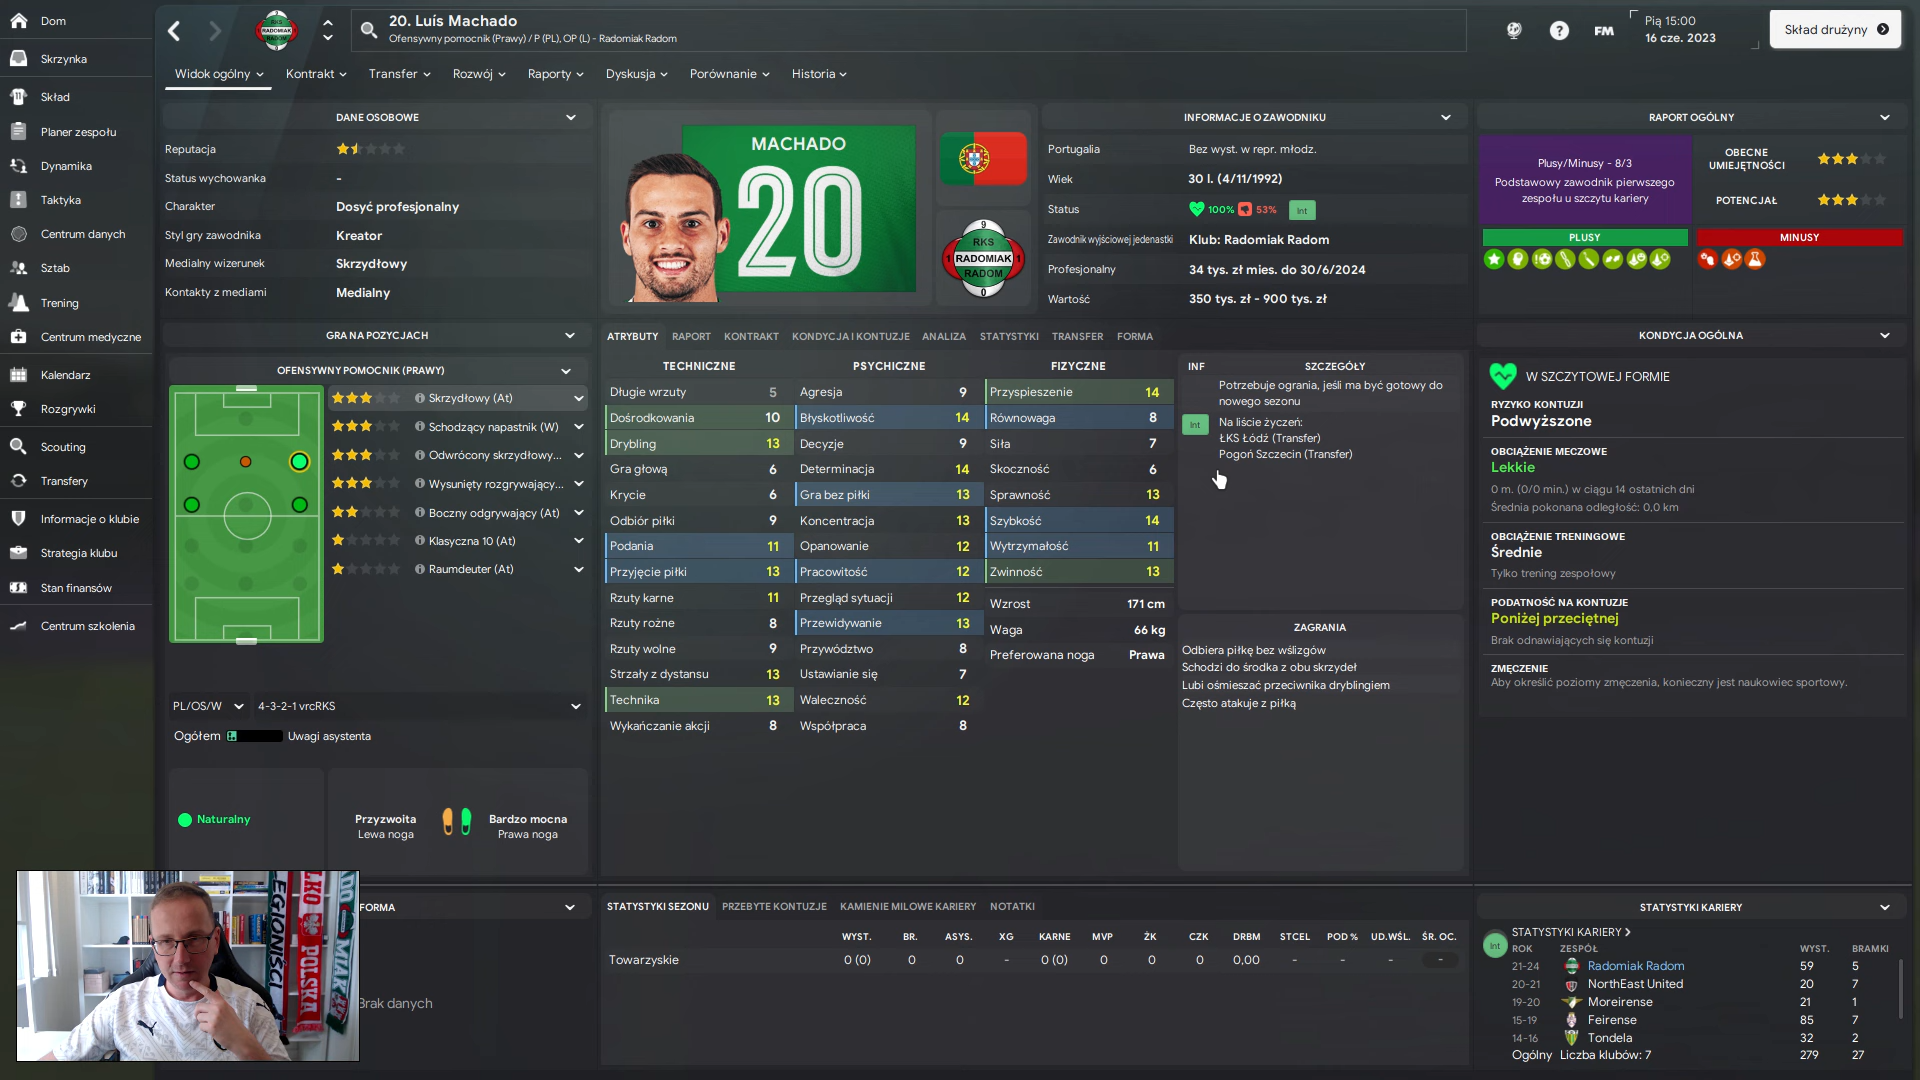 Dom
Skrzynka
Skład
Planer zespołu
Dynamika
Taktyka
Centrum danych
Sztab
Trening
Centrum medyczne
Kalendarz
Rozgrywki
Scouting
Transfery
Informacje o klubie
Strategia klubu
Stan finansów
Centrum szkolenia
20. Luís Machado
Ofensywny pomocnik (Prawy) / P (PL), OP (L) - Radomiak Radom
FM
Pią 15:00
16 cze. 2023
Skład drużyny
Widok ogólny
Kontrakt
Transfer
Rozwój
Raporty
Dyskusja
Porównanie
Historia
DANE OSOBOWE
Reputacja
Status wychowanka -
Charakter Dosyć profesjonalny
Styl gry zawodnika Kreator
Medialny wizerunek Skrzydłowy
Kontakty z mediami Medialny
MACHADO
20
9
RKS
1 RADOMIAK 1
RADOM
0
INFORMACJE O ZAWODNIKU
Portugalia Bez wyst. w repr. młodz.
Wiek 30 l. (4/11/1992)
Status 100% 53% Int
Zawodnik wyjściowej jedenastki Klub: Radomiak Radom
Profesjonalny 34 tys. zł mies. do 30/6/2024
Wartość 350 tys. zł - 900 tys. zł
RAPORT OGÓLNY
Plusy/Minusy - 8/3
Podstawowy zawodnik pierwszego
zespołu u szczytu kariery
OBECNE
UMIEJĘTNOŚCI
POTENCJAŁ
PLUSY
MINUSY
GRA NA POZYCJACH
OFENSYWNY POMOCNIK (PRAWY)
Skrzydłowy (At)
Schodzący napastnik (W)
Odwrócony skrzydłowy...
Wysunięty rozgrywający...
Boczny odgrywający (At)
Klasyczna 10 (At)
Raumdeuter (At)
PL/OS/W
4-3-2-1 vrcRKS
Ogółem
Uwagi asystenta
Naturalny
Przyzwoita
Lewa noga
Bardzo mocna
Prawa noga
ATRYBUTY
RAPORT
KONTRAKT
KONDYCJA I KONTUZJE
ANALIZA
STATYSTYKI
TRANSFER
FORMA
TECHNICZNE
Długie wrzuty 5
Dośrodkowania 10
Drybling 13
Gra głową 6
Krycie 6
Odbiór piłki 9
Podania 11
Przyjęcie piłki 13
Rzuty karne 11
Rzuty rożne 8
Rzuty wolne 9
Strzały z dystansu 13
Technika 13
Wykańczanie akcji 8
PSYCHICZNE
Agresja 9
Błyskotliwość 14
Decyzje 9
Determinacja 14
Gra bez piłki 13
Koncentracja 13
Opanowanie 12
Pracowitość 12
Przegląd sytuacji 12
Przewidywanie 13
Przywództwo 8
Ustawianie się 7
Waleczność 12
Współpraca 8
FIZYCZNE
Przyspieszenie 14
Równowaga 8
Siła 7
Skoczność 6
Sprawność 13
Szybkość 14
Wytrzymałość 11
Zwinność 13
Wzrost 171 cm
Waga 66 kg
Preferowana noga Prawa
INF
SZCZEGÓŁY
Potrzebuje ogrania, jeśli ma być gotowy do
nowego sezonu
Int
Na liście życzeń:
ŁKS Łódź (Transfer)
Pogoń Szczecin (Transfer)
ZAGRANIA
Odbiera piłkę bez wślizgów
Schodzi do środka z obu skrzydeł
Lubi ośmieszać przeciwnika dryblingiem
Często atakuje z piłką
KONDYCJA OGÓLNA
W SZCZYTOWEJ FORMIE
RYZYKO KONTUZJI
Podwyższone
OBCIĄŻENIE MECZOWE
Lekkie
0 m. (0/0 min.) w ciągu 14 ostatnich dni
Średnia pokonana odległość: 0,0 km
OBCIĄŻENIE TRENINGOWE
Średnie
Tylko trening zespołowy
PODATNOŚĆ NA KONTUZJE
Poniżej przeciętnej
Brak odnawiających się kontuzji
ZMĘCZENIE
Aby określić poziomy zmęczenia, konieczny jest naukowiec sportowy.
FORMA
Brak danych
EGIONIŚCI
POLSKA
MIAK
STATYSTYKI SEZONU
PRZEBYTE KONTUZJE
KAMIENIE MILOWE KARIERY
NOTATKI
WYST. BR. ASYS. XG KARNE MVP ŻK CZK DRBM STCEL POD % UD.WŚL. ŚR. OC.
Towarzyskie 0 (0) 0 0 - 0 (0) 0 0 0 0,00 - - - -
STATYSTYKI KARIERY
Int
STATYSTYKI KARIERY
ROK ZESPÓŁ WYST. BRAMKI
21-24 Radomiak Radom 59 5
20-21 NorthEast United 20 7
19-20 Moreirense 21 1
15-19 Feirense 85 7
14-16 Tondela 32 2
Ogólny Liczba klubów: 7 279 27